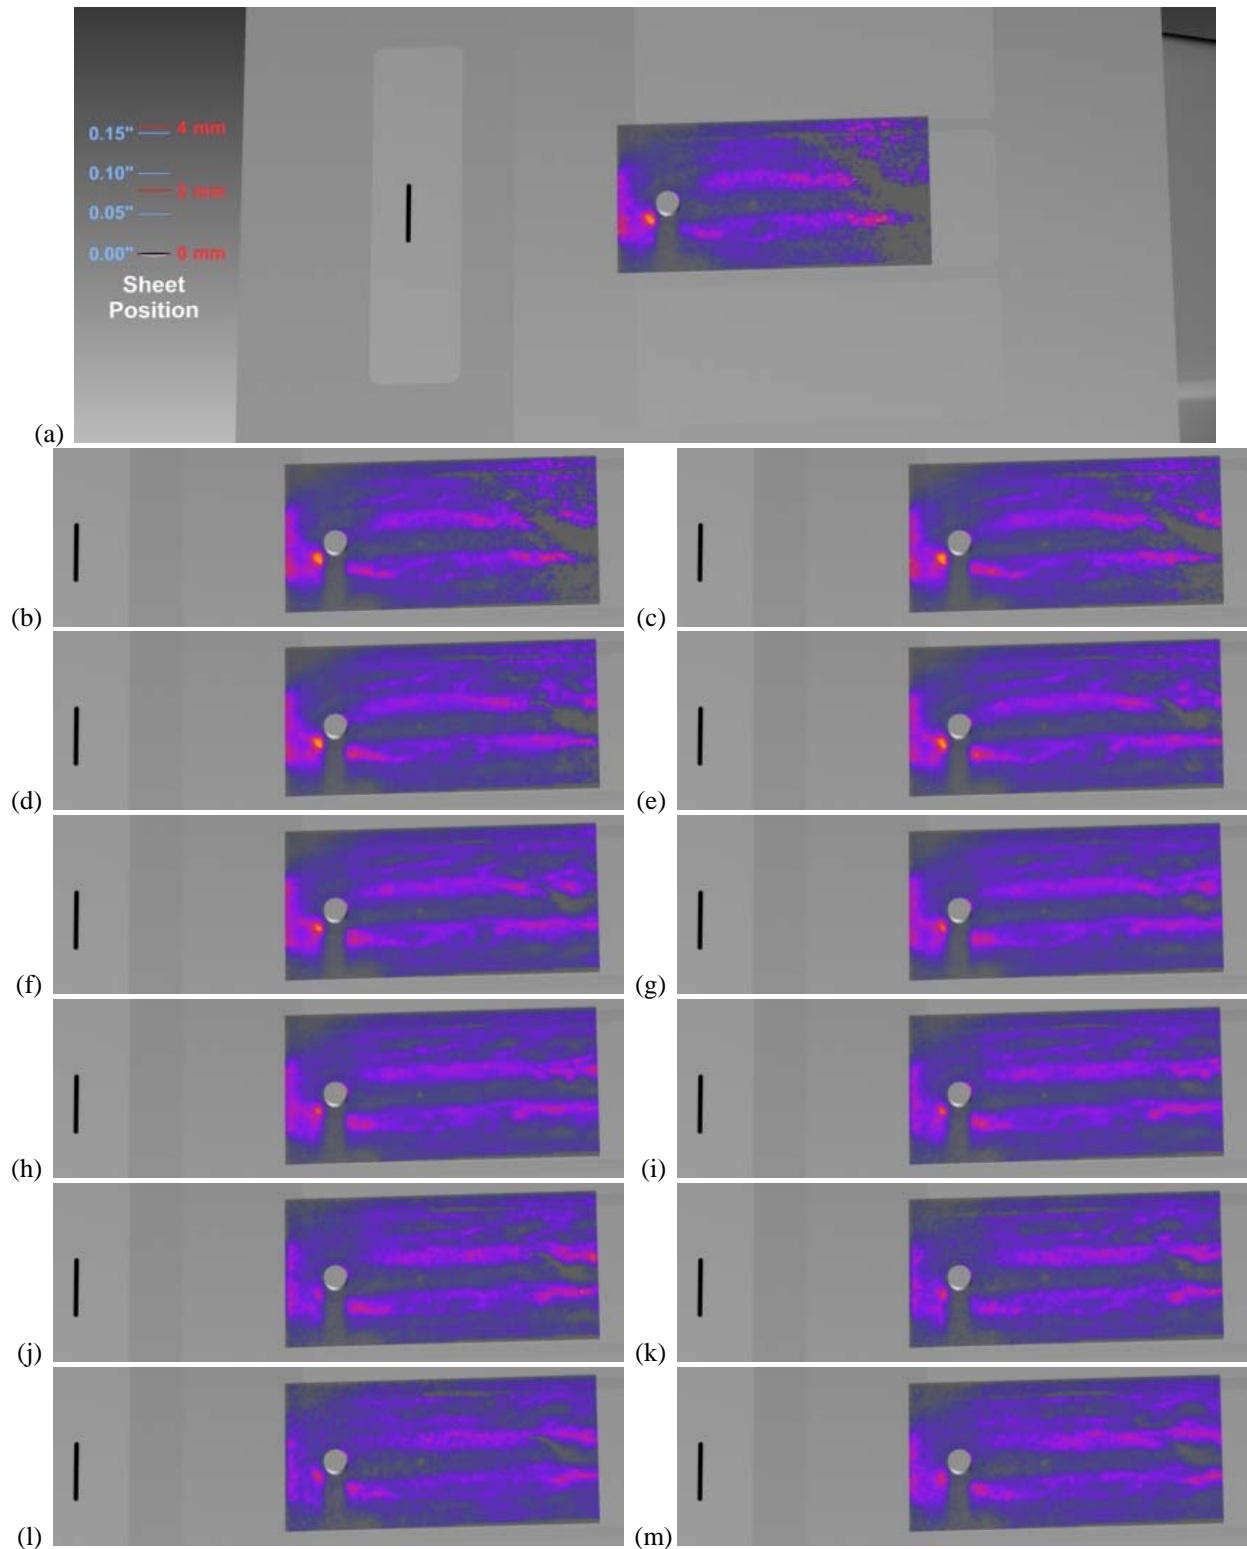 0.15" 4 mm
0.10"
2 mm
0.05"
0.00" 0 mm
Sheet
Position
(a)
(b) (c)
(d) (e)
(f) (g)
(h) (i)
(j) (k)
(l) (m)